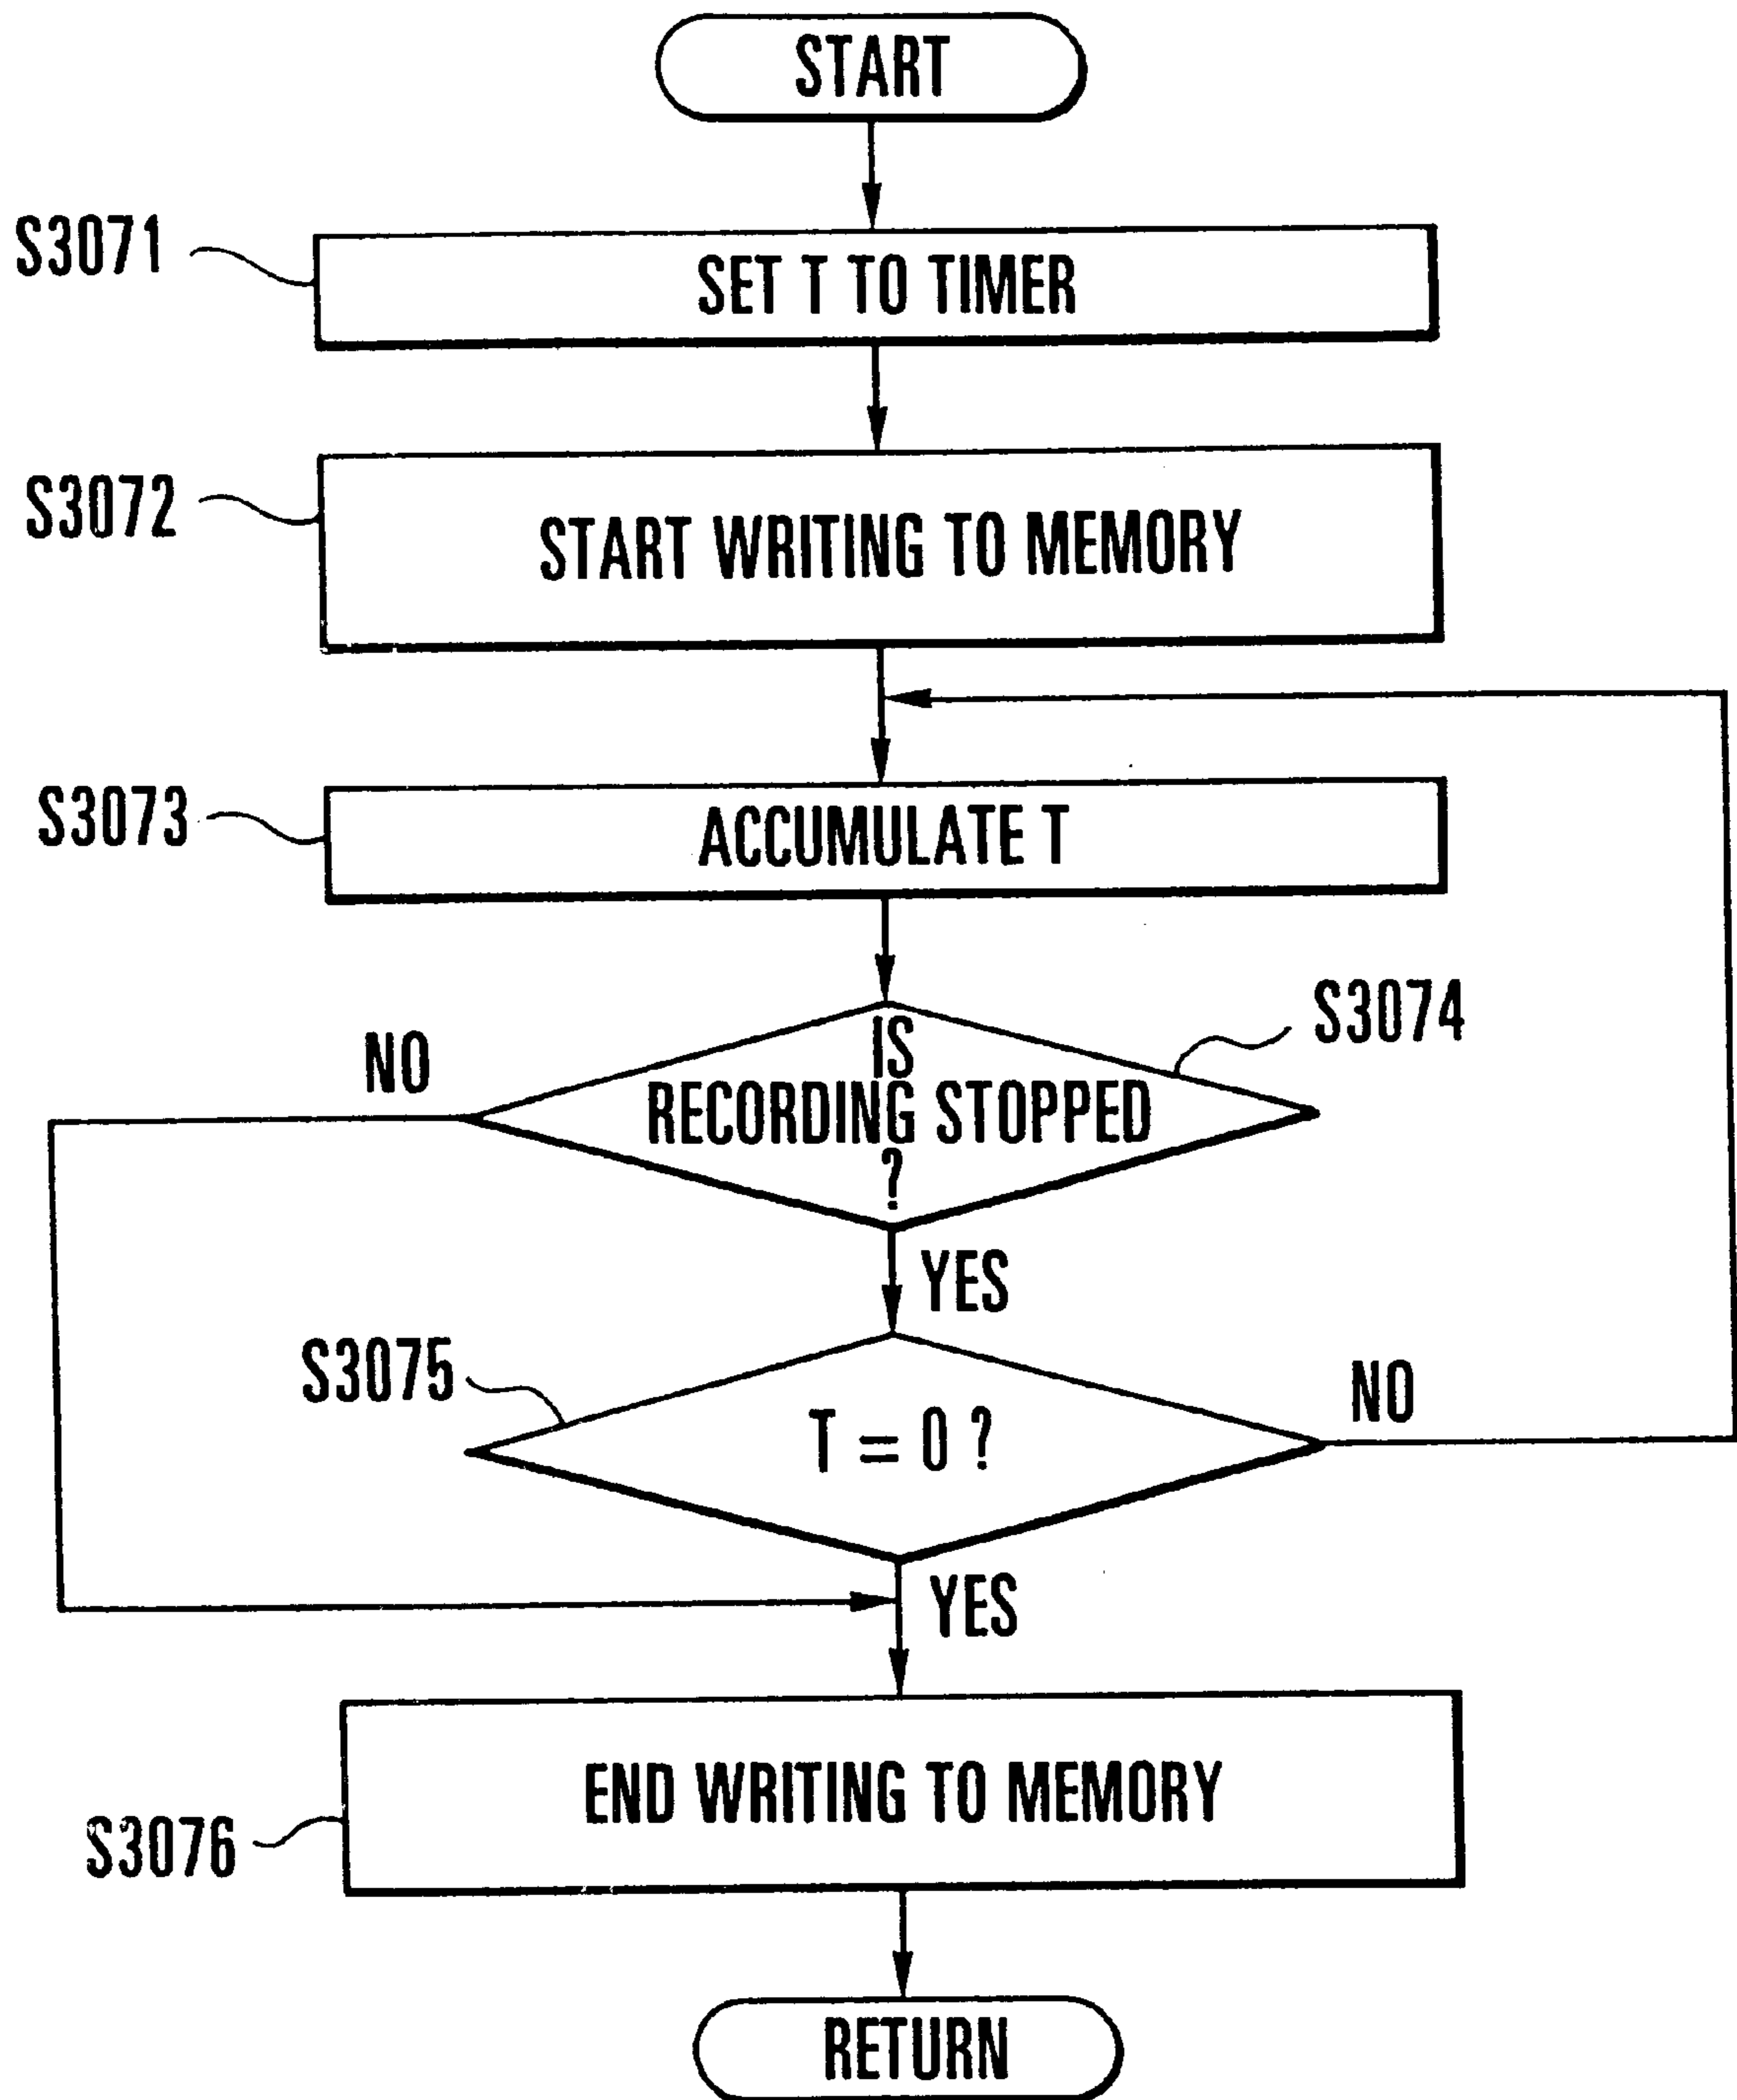 START
S3071
SET T TO TIMER
S3072
START WRITING TO MEMORY
S3073
ACCUMULATE T
S3074
NO
IS
RECORDING STOPPED
?
YES
S3075
T = 0 ?
NO
YES
END WRITING TO MEMORY
S3076
RETURN